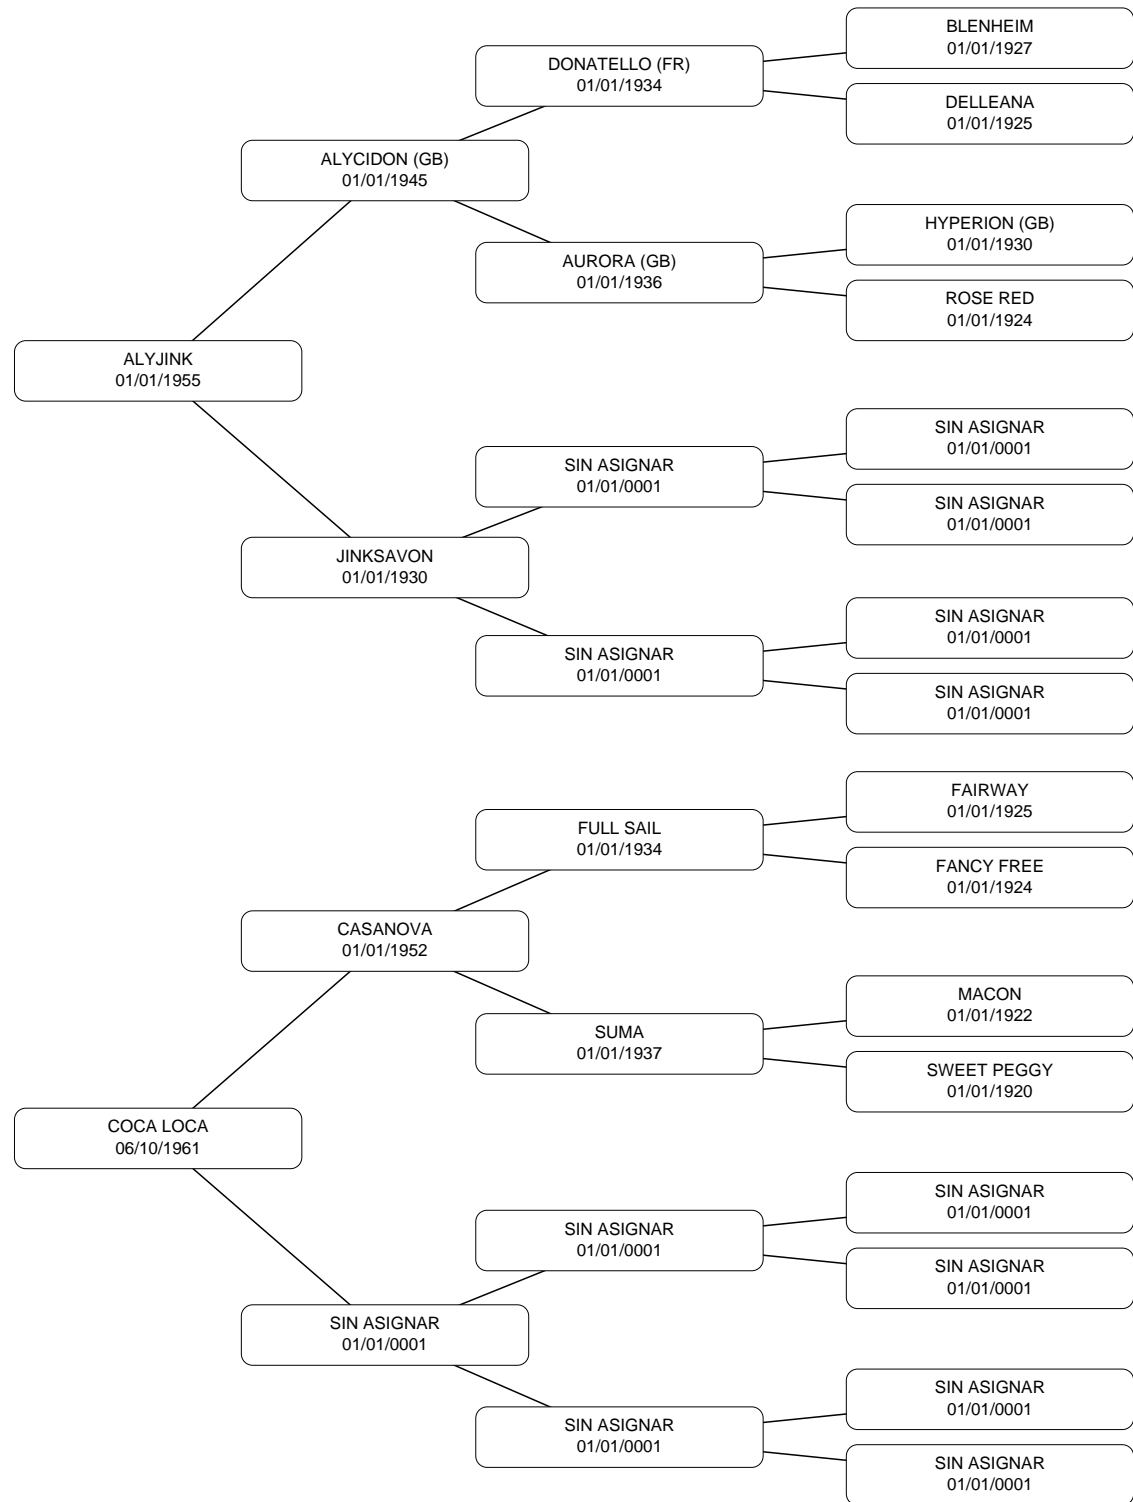 BLENHEIM
01/01/1927
DONATELLO (FR)
01/01/1934
DELLEANA
01/01/1925
ALYCIDON (GB)
01/01/1945
HYPERION (GB)
01/01/1930
AURORA (GB)
01/01/1936
ROSE RED
01/01/1924
ALYJINK
01/01/1955
SIN ASIGNAR
01/01/0001
SIN ASIGNAR
01/01/0001
SIN ASIGNAR
01/01/0001
JINKSAVON
01/01/1930
SIN ASIGNAR
01/01/0001
SIN ASIGNAR
01/01/0001
SIN ASIGNAR
01/01/0001
FAIRWAY
01/01/1925
FULL SAIL
01/01/1934
FANCY FREE
01/01/1924
CASANOVA
01/01/1952
MACON
01/01/1922
SUMA
01/01/1937
SWEET PEGGY
01/01/1920
COCA LOCA
06/10/1961
SIN ASIGNAR
01/01/0001
SIN ASIGNAR
01/01/0001
SIN ASIGNAR
01/01/0001
SIN ASIGNAR
01/01/0001
SIN ASIGNAR
01/01/0001
SIN ASIGNAR
01/01/0001
SIN ASIGNAR
01/01/0001